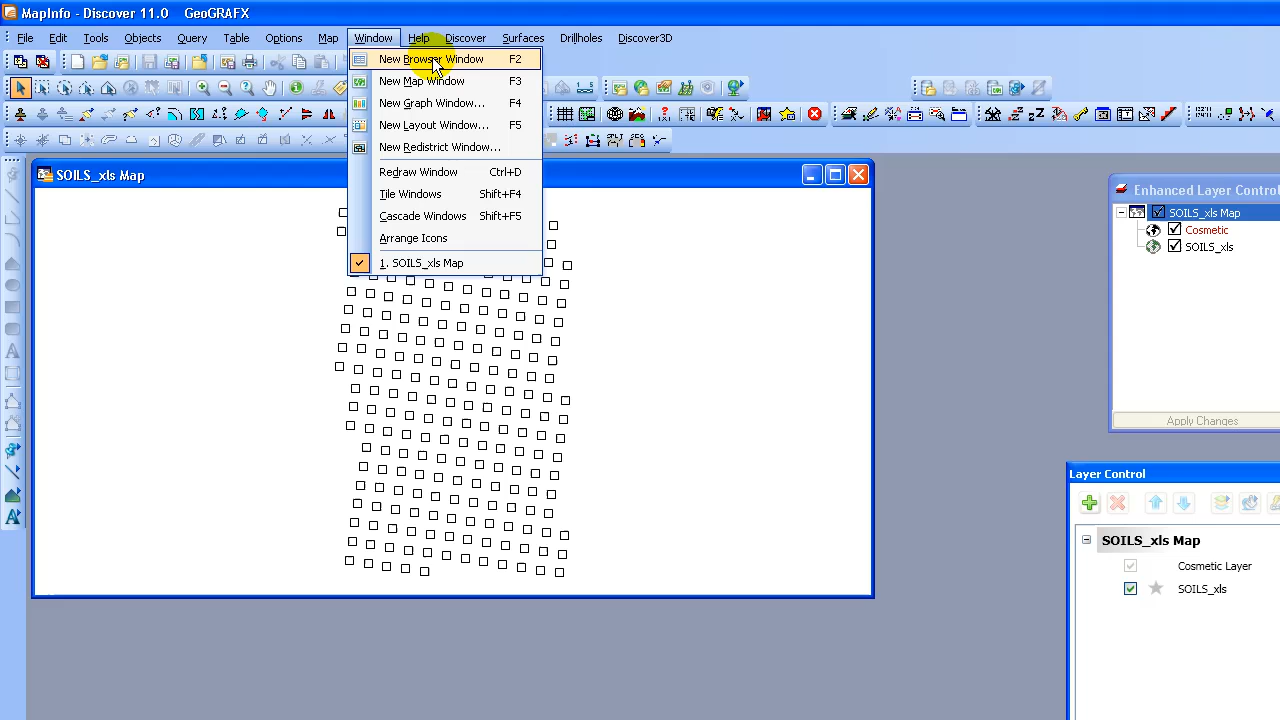 MapInfo - Discover 11.0 GeoGRAFX
File Edit Tools Objects Query Table Options Map Window Help Discover Surfaces Drillholes Discover3D
New Browser Window F2
New Map Window F3
New Graph Window... F4
New Layout Window... F5
New Redistrict Window...
Redraw Window Ctrl+D
Tile Windows Shift+F4
Cascade Windows Shift+F5
Arrange Icons
1. SOILS_xls Map
SOILS_xls Map
Enhanced Layer Control
SOILS_xls Map
Cosmetic
SOILS_xls
Apply Changes
Layer Control
SOILS_xls Map
Cosmetic Layer
SOILS_xls